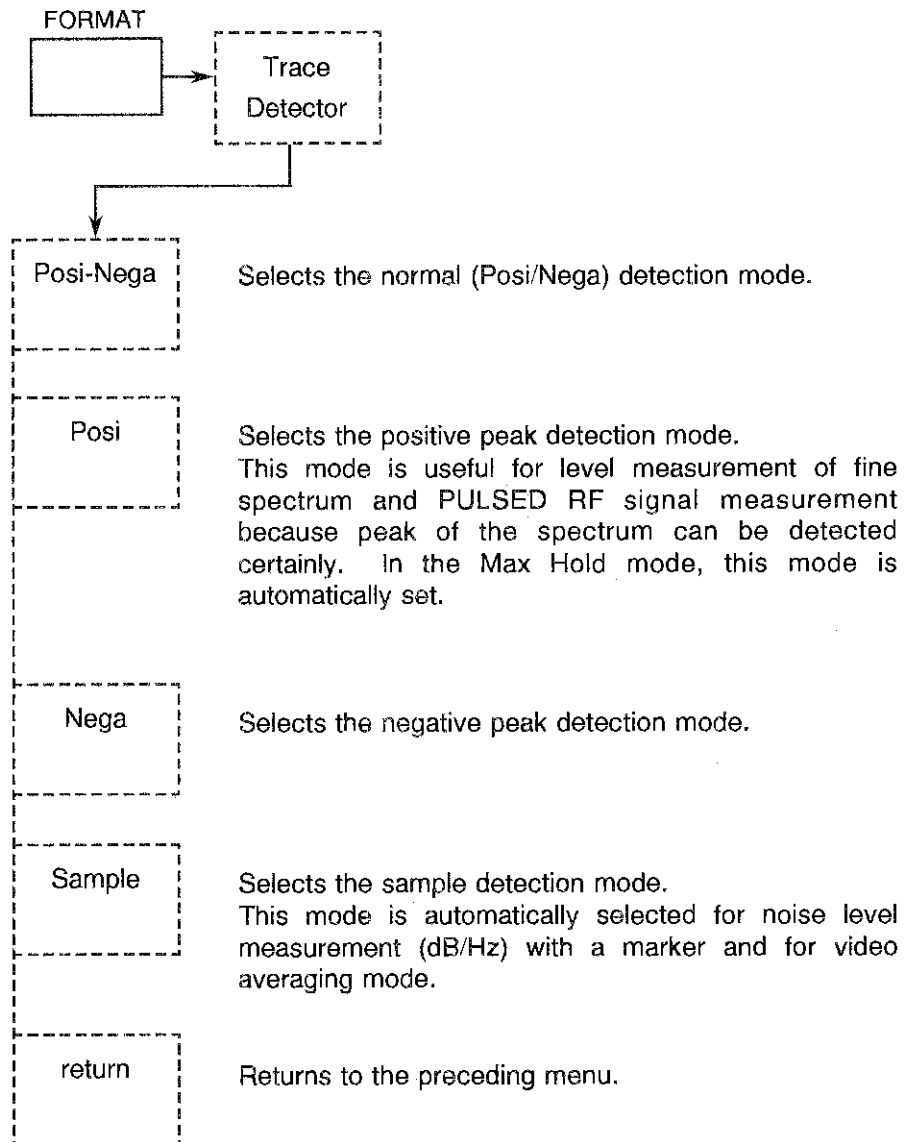 FORMAT
Trace
Detector
Posi-Nega
Selects the normal (Posi/Nega) detection mode.
Posi
Selects the positive peak detection mode.
This mode is useful for level measurement of fine
spectrum and PULSED RF signal measurement
because peak of the spectrum can be detected
certainly. In the Max Hold mode, this mode is
automatically set.
Nega
Selects the negative peak detection mode.
Sample
Selects the sample detection mode.
This mode is automatically selected for noise level
measurement (dB/Hz) with a marker and for video
averaging mode.
return
Returns to the preceding menu.